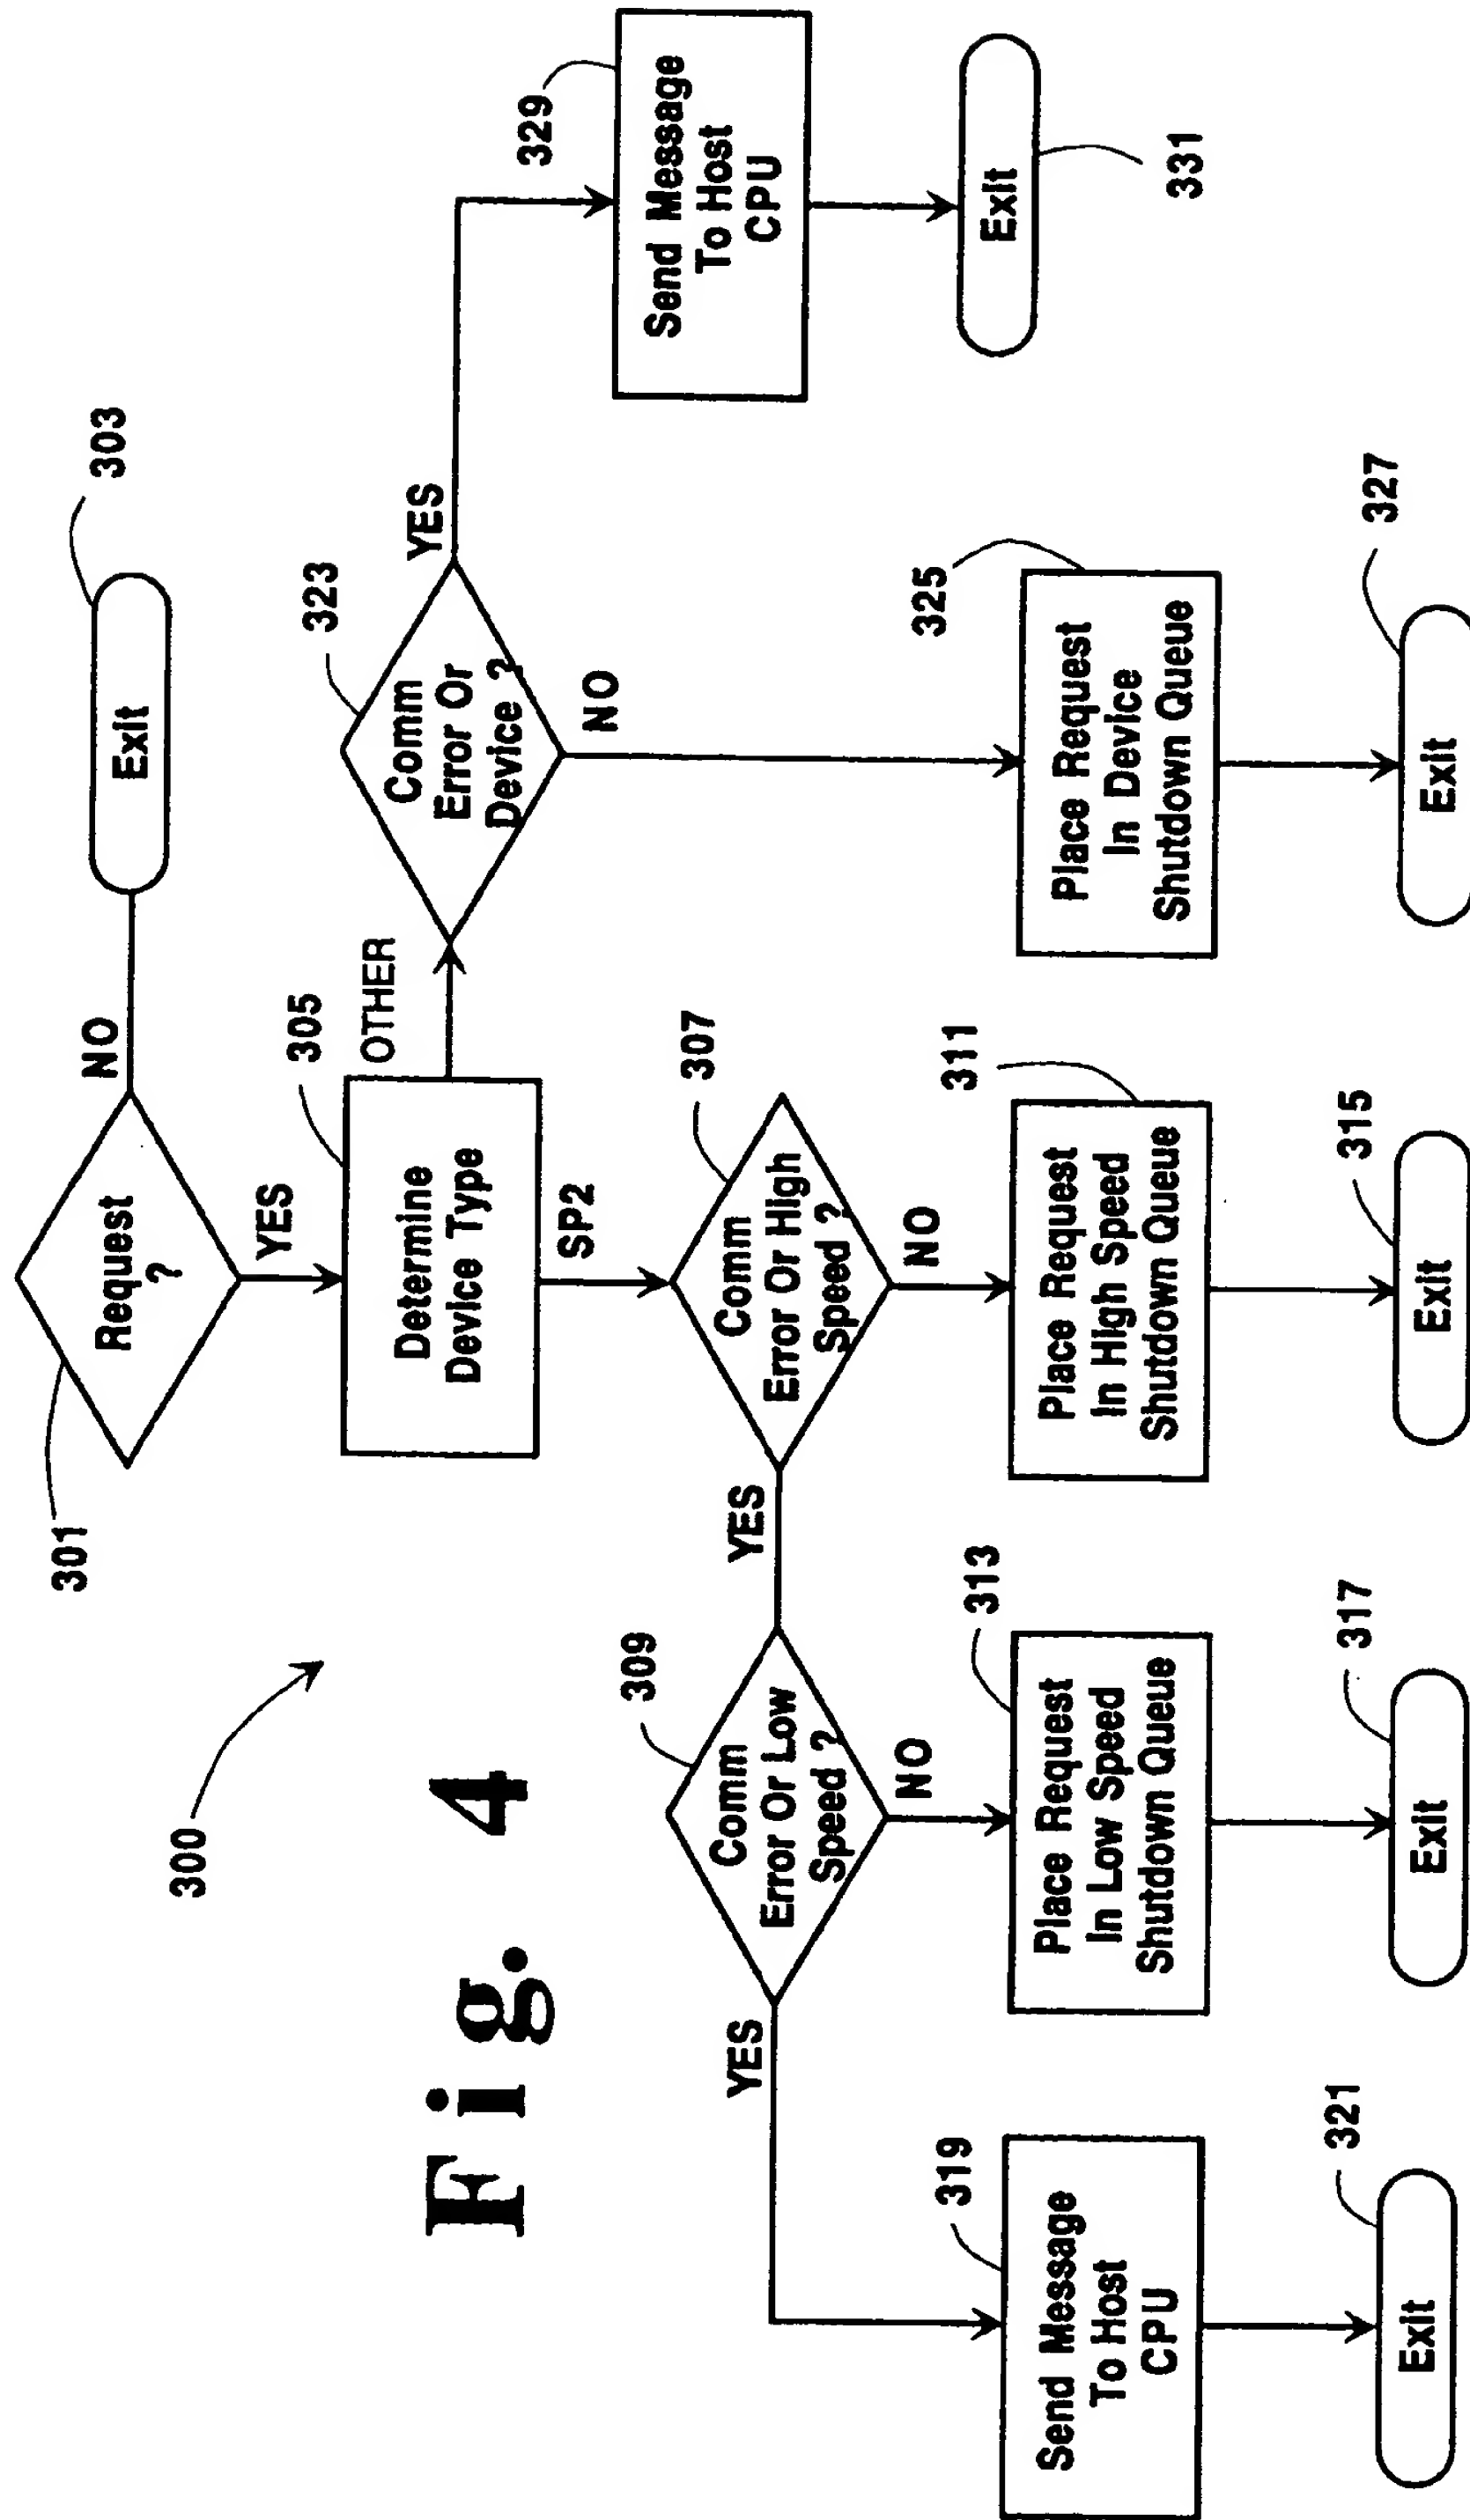 301
Request
?
NO
Exit
303
YES
300
305
Determine
Device Type
OTHER
323
Comm
Error Or
Device ?
YES
329
Send Message
To Host
CPU
Exit
331
NO
325
Place Request
In Device
Shutdown Queue
327
Exit
SP2
307
Comm
Error Or High
Speed ?
YES
NO
311
Place Request
In High Speed
Shutdown Queue
315
Exit
309
Comm
Error Or Low
Speed ?
YES
NO
313
Place Request
In Low Speed
Shutdown Queue
317
Exit
319
Send Message
To Host
CPU
321
Exit
Fig. 4